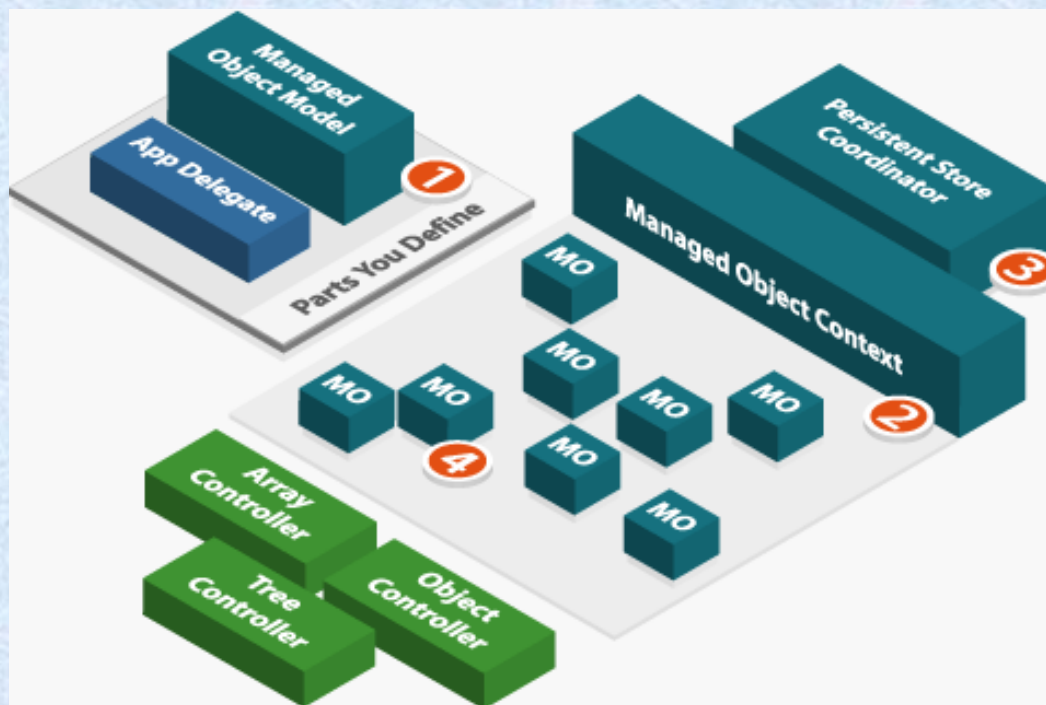 Managed
Object Model
App Delegate
1
Parts You Define
Persistent Store
Coordinator
3
Managed Object Context
2
MO
MO
MO
MO
4
MO
MO
MO
MO
Array
Controller
Tree
Controller
Object
Controller